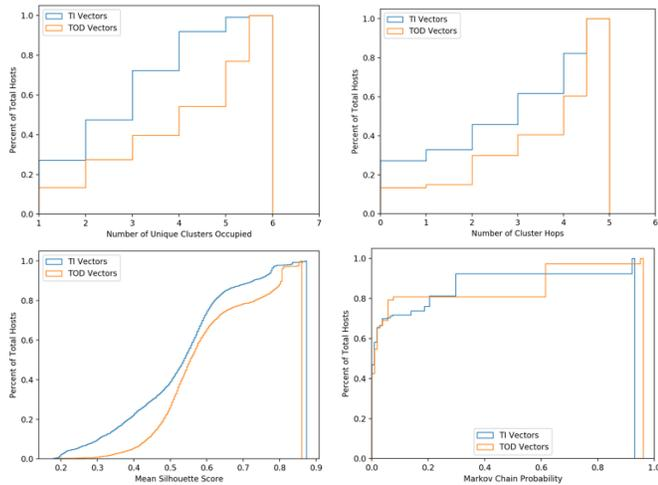 TI Vectors
TOD Vectors
Percent of Total Hosts
1.0
0.8
0.6
0.4
0.2
0.0
1 2 3 4 5 6 7
Number of Unique Clusters Occupied
TI Vectors
TOD Vectors
Percent of Total Hosts
1.0
0.8
0.6
0.4
0.2
0.0
0 1 2 3 4 5 6
Number of Cluster Hops
TI Vectors
TOD Vectors
Percent of Total Hosts
1.0
0.8
0.6
0.4
0.2
0.0
0.2 0.3 0.4 0.5 0.6 0.7 0.8 0.9
Mean Silhouette Score
Percent of Total Hosts
1.0
0.8
0.6
0.4
0.2
0.0
TI Vectors
TOD Vectors
0.0 0.2 0.4 0.6 0.8 1.0
Markov Chain Probability